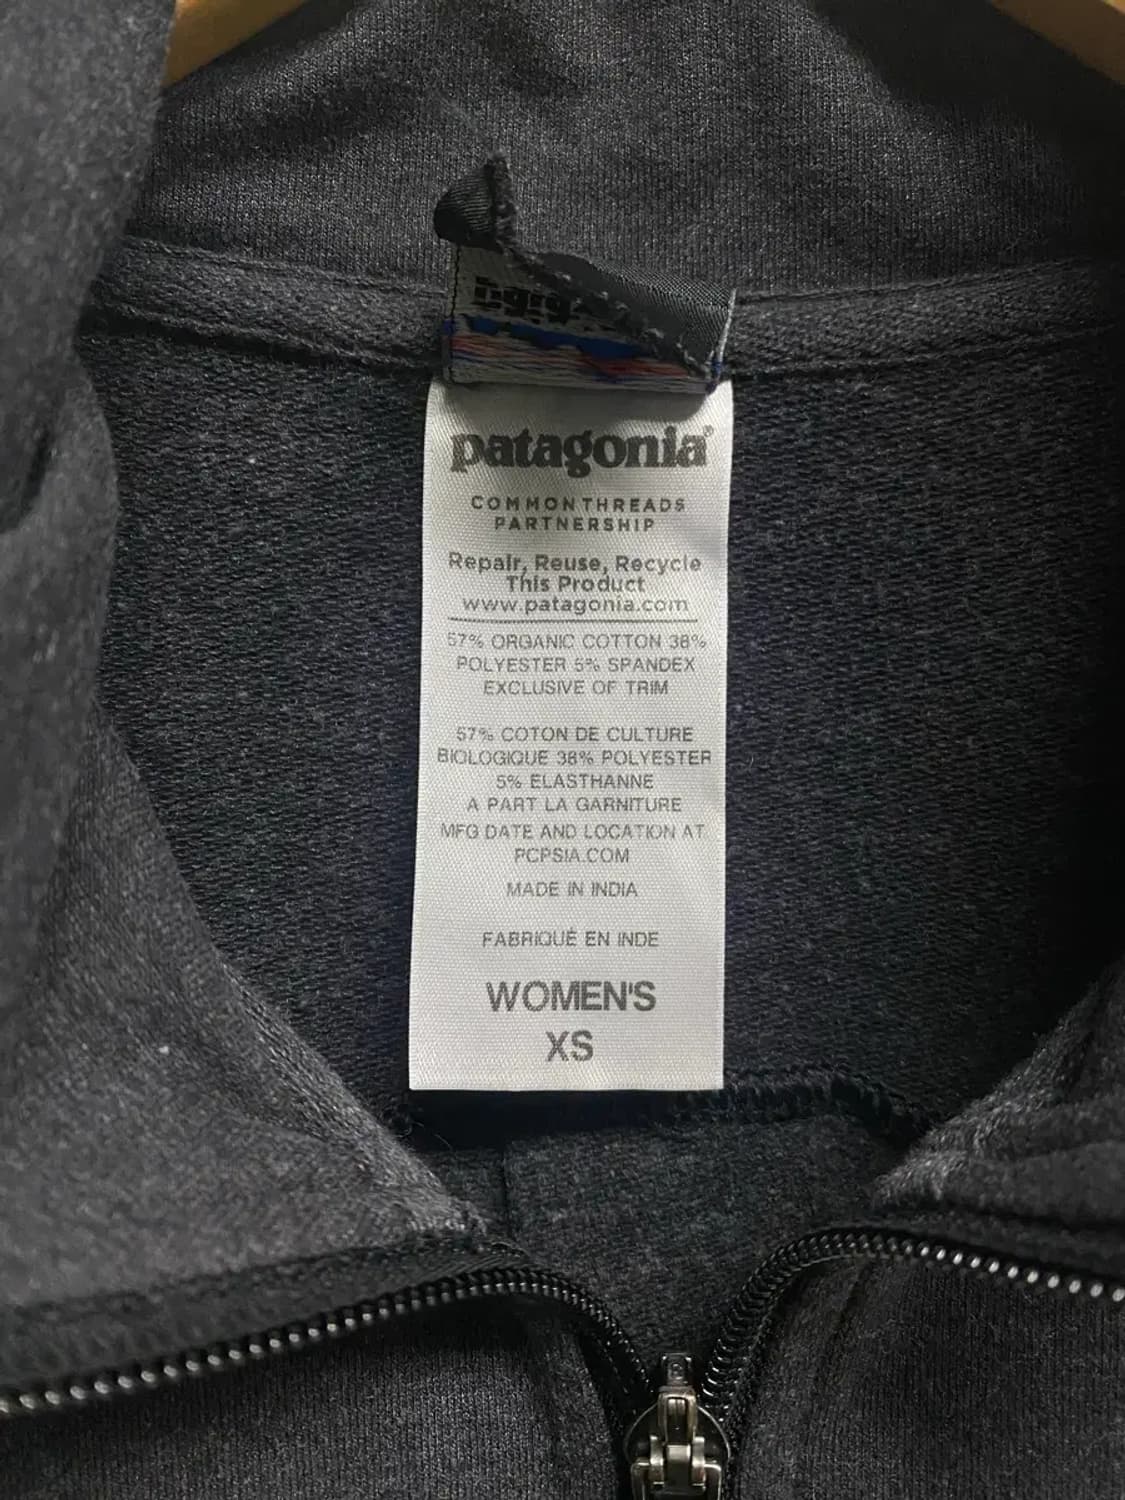 patagonia®
COMMON THREADS
PARTNERSHIP
Repair, Reuse, Recycle
This Product
www.patagonia.com
57% ORGANIC COTTON 38%
POLYESTER 5% SPANDEX
EXCLUSIVE OF TRIM
57% COTON DE CULTURE
BIOLOGIQUE 38% POLYESTER
5% ELASTHANNE
A PART LA GARNITURE
MFG DATE AND LOCATION AT
PCPSIA.COM
MADE IN INDIA
FABRIQUÉ EN INDE
WOMEN'S
XS